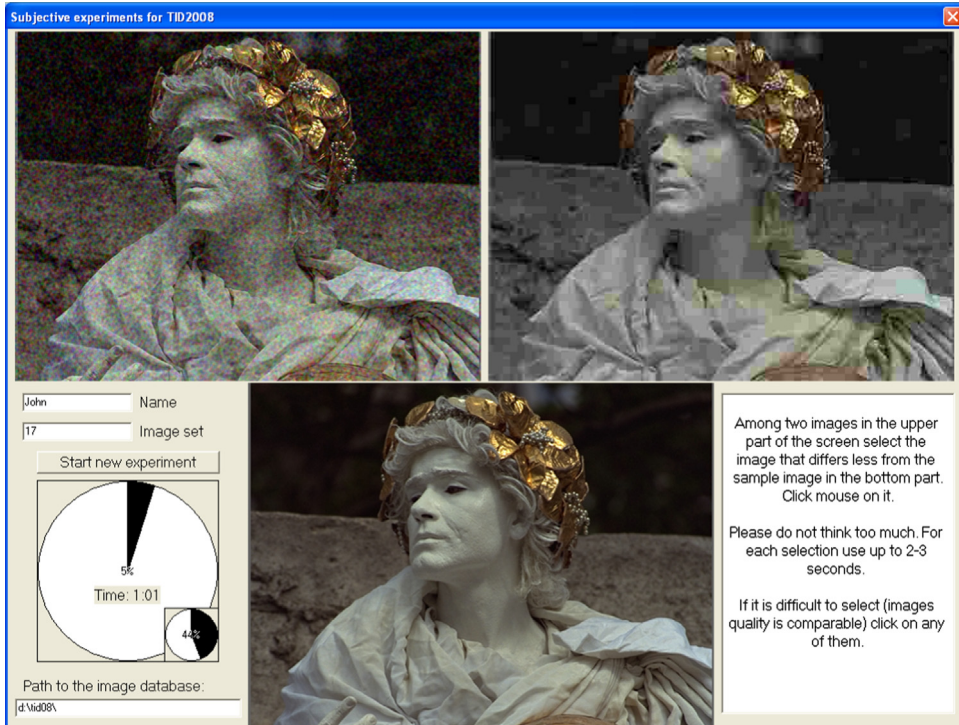 Subjective experiments for TID2008
John
Name
17
Image set
Start new experiment
5%
Time: 1:01
44%
Path to the image database:
d:\tid08\
Among two images in the upper
part of the screen select the
image that differs less from the
sample image in the bottom part.
Click mouse on it.
Please do not think too much. For
each selection use up to 2-3
seconds.
If it is difficult to select (images
quality is comparable) click on any
of them.